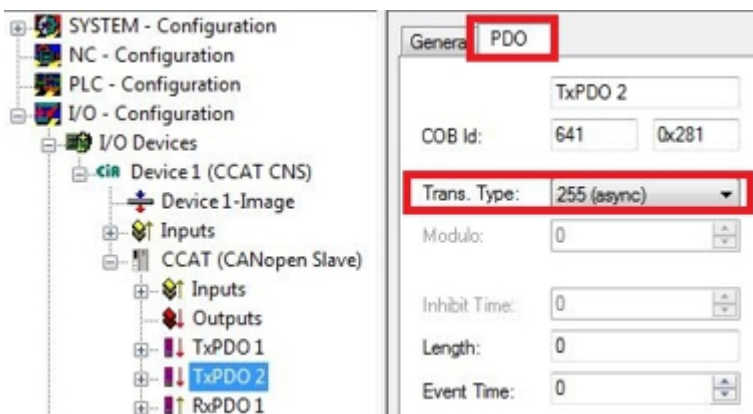 SYSTEM - Configuration
NC - Configuration
PLC - Configuration
I/O - Configuration
I/O Devices
CiA Device 1 (CCAT CNS)
Device 1-Image
Inputs
CCAT (CANopen Slave)
Inputs
Outputs
TxPDO 1
TxPDO 2
RxPDO 1
General PDO
TxPDO 2
COB Id: 641 0x281
Trans. Type: 255 (async)
Modulo: 0
Inhibit Time: 0
Length: 0
Event Time: 0